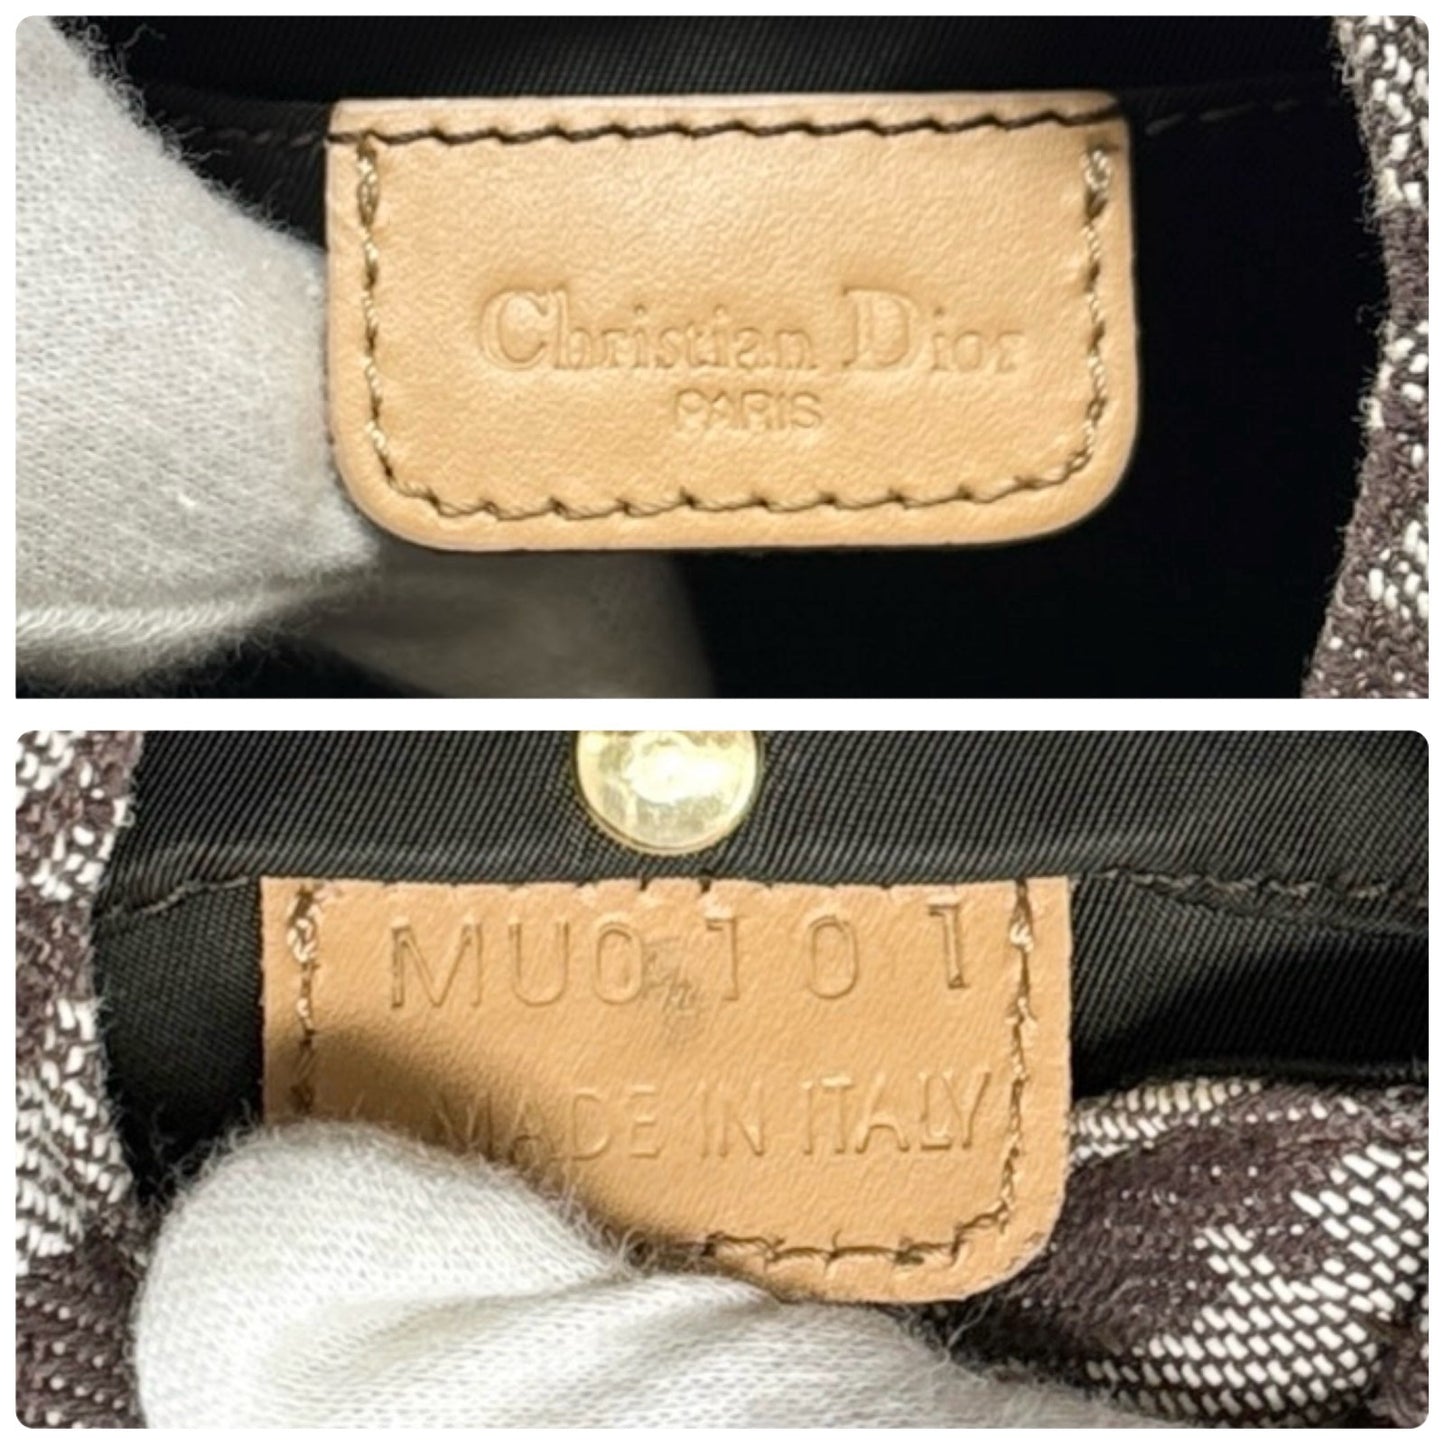 Christian Dior
PARIS
MU0101
MADE IN ITALY